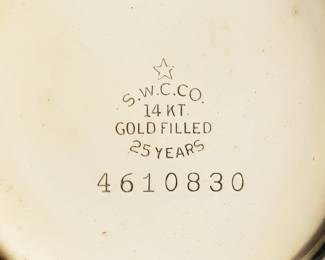 S.W.C.CO.
14 KT.
GOLD FILLED
25 YEARS
4610830